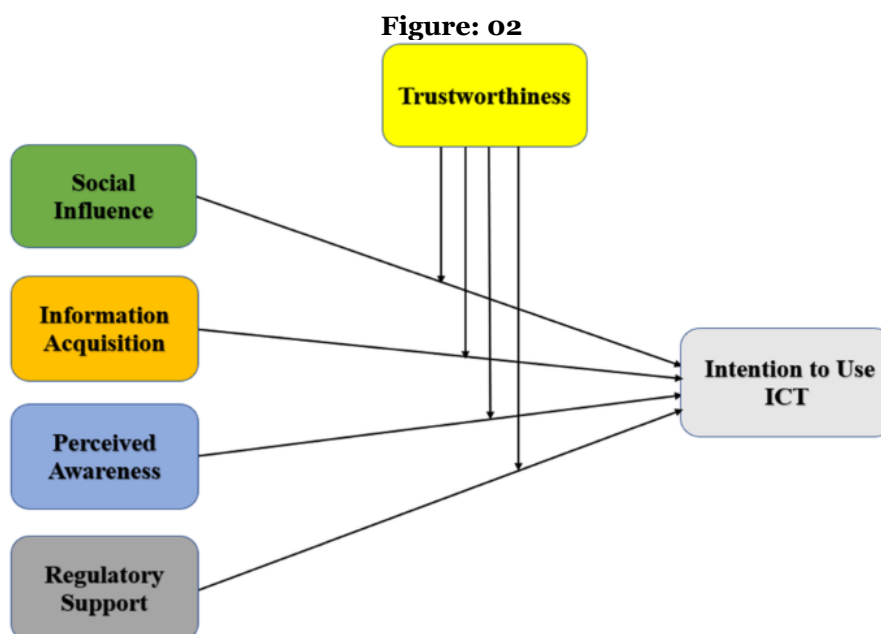 Figure: 02
Trustworthiness
Social
Influence
Information
Acquisition
Perceived
Awareness
Regulatory
Support
Intention to Use
ICT